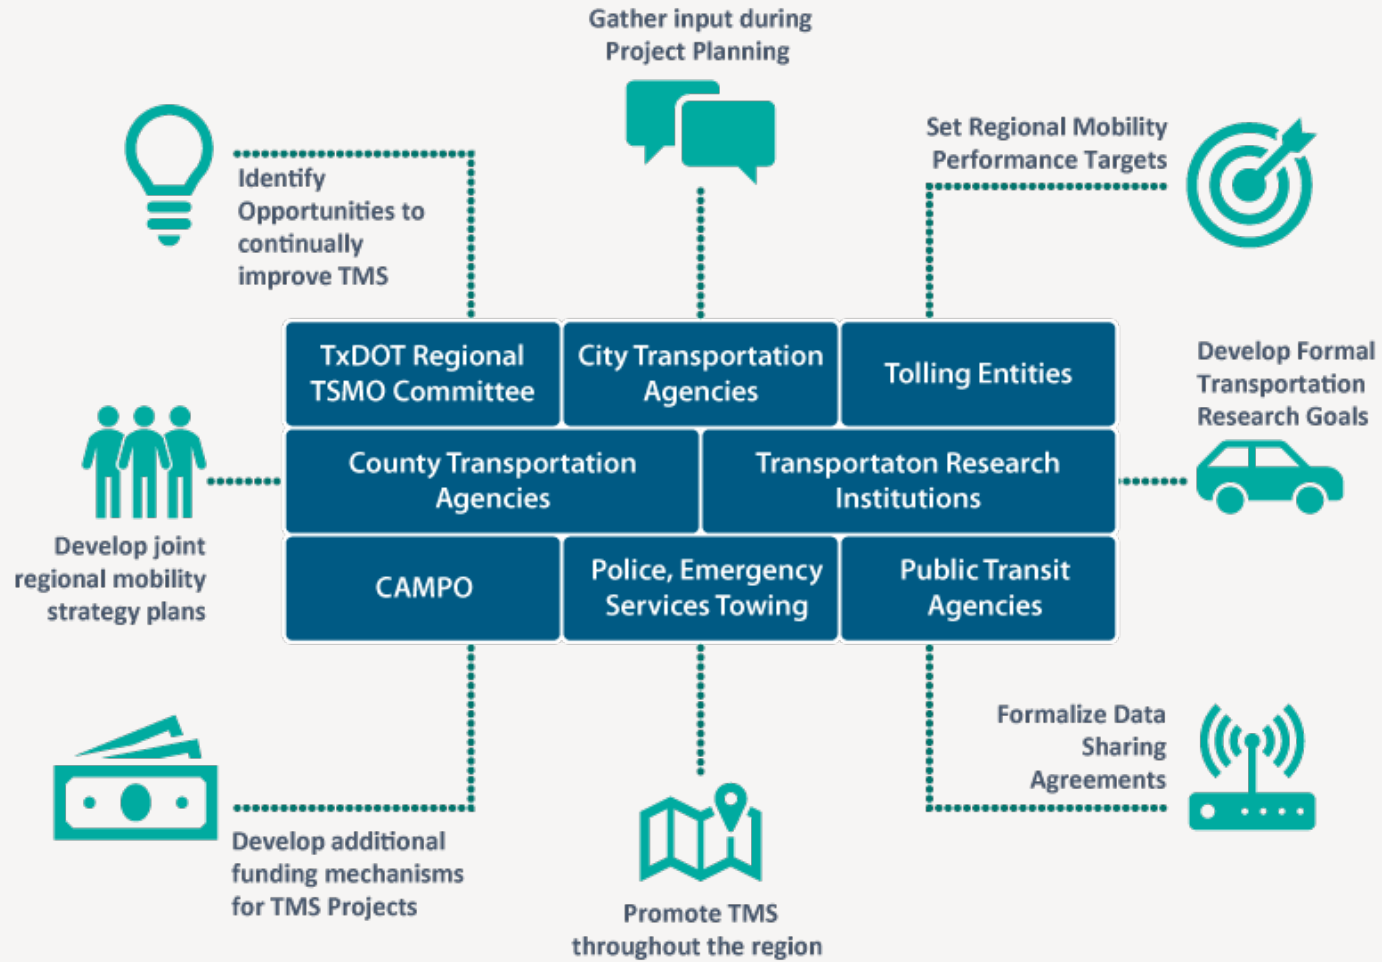 Gather input during
Project Planning
Set Regional Mobility
Performance Targets
Identify
Opportunities to
continually
improve TMS
TxDOT Regional
TSMO Committee
City Transportation
Agencies
Tolling Entities
Develop Formal
Transportation
Research Goals
County Transportation
Agencies
Transportaton Research
Institutions
Develop joint
regional mobility
strategy plans
CAMPO
Police, Emergency
Services Towing
Public Transit
Agencies
Formalize Data
Sharing
Agreements
Develop additional
funding mechanisms
for TMS Projects
Promote TMS
throughout the region